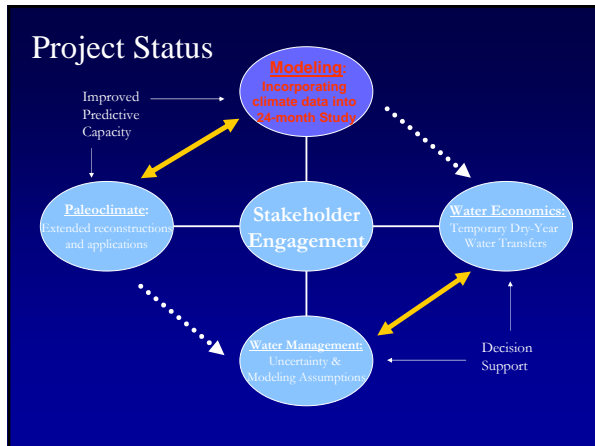 Project Status
Modeling:
Incorporating
climate data into
24-month Study
Improved
Predictive
Capacity
Paleoclimate:
Extended reconstructions
and applications
Stakeholder
Engagement
Water Economics:
Temporary Dry-Year
Water Transfers
Water Management:
Uncertainty &
Modeling Assumptions
Decision
Support